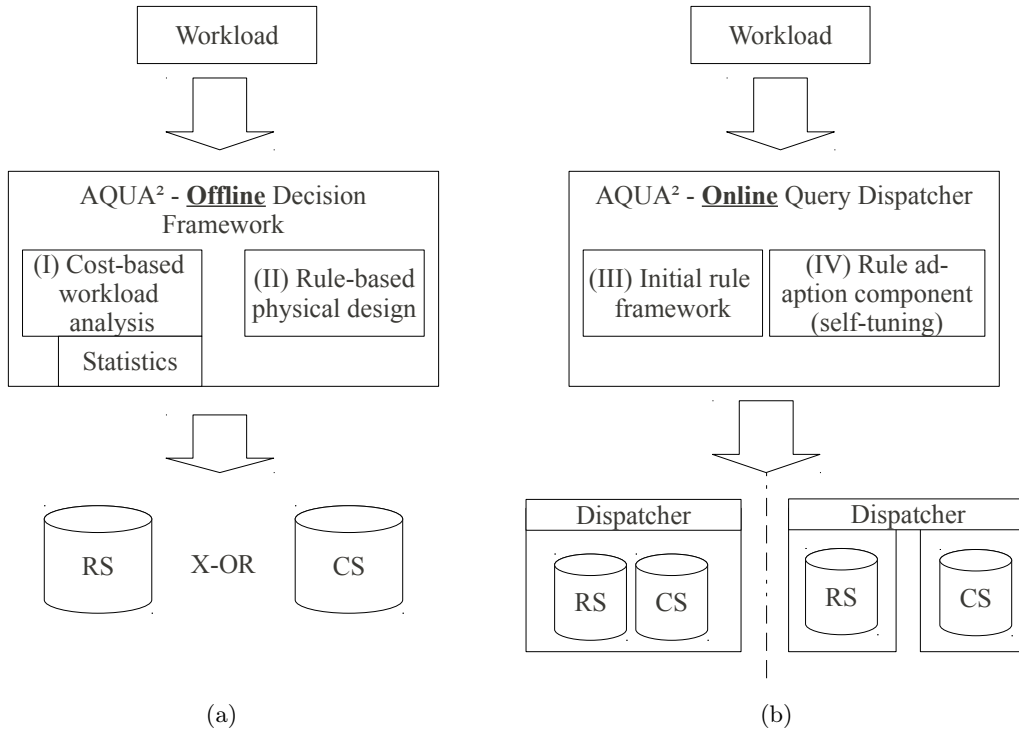 Workload
AQUA² - Offline Decision
Framework
(I) Cost-based
workload
analysis
Statistics
(II) Rule-based
physical design
RS
X-OR
CS
(a)
Workload
AQUA² - Online Query Dispatcher
(III) Initial rule
framework
(IV) Rule ad-
aption component
(self-tuning)
Dispatcher
RS
CS
Dispatcher
RS
CS
(b)